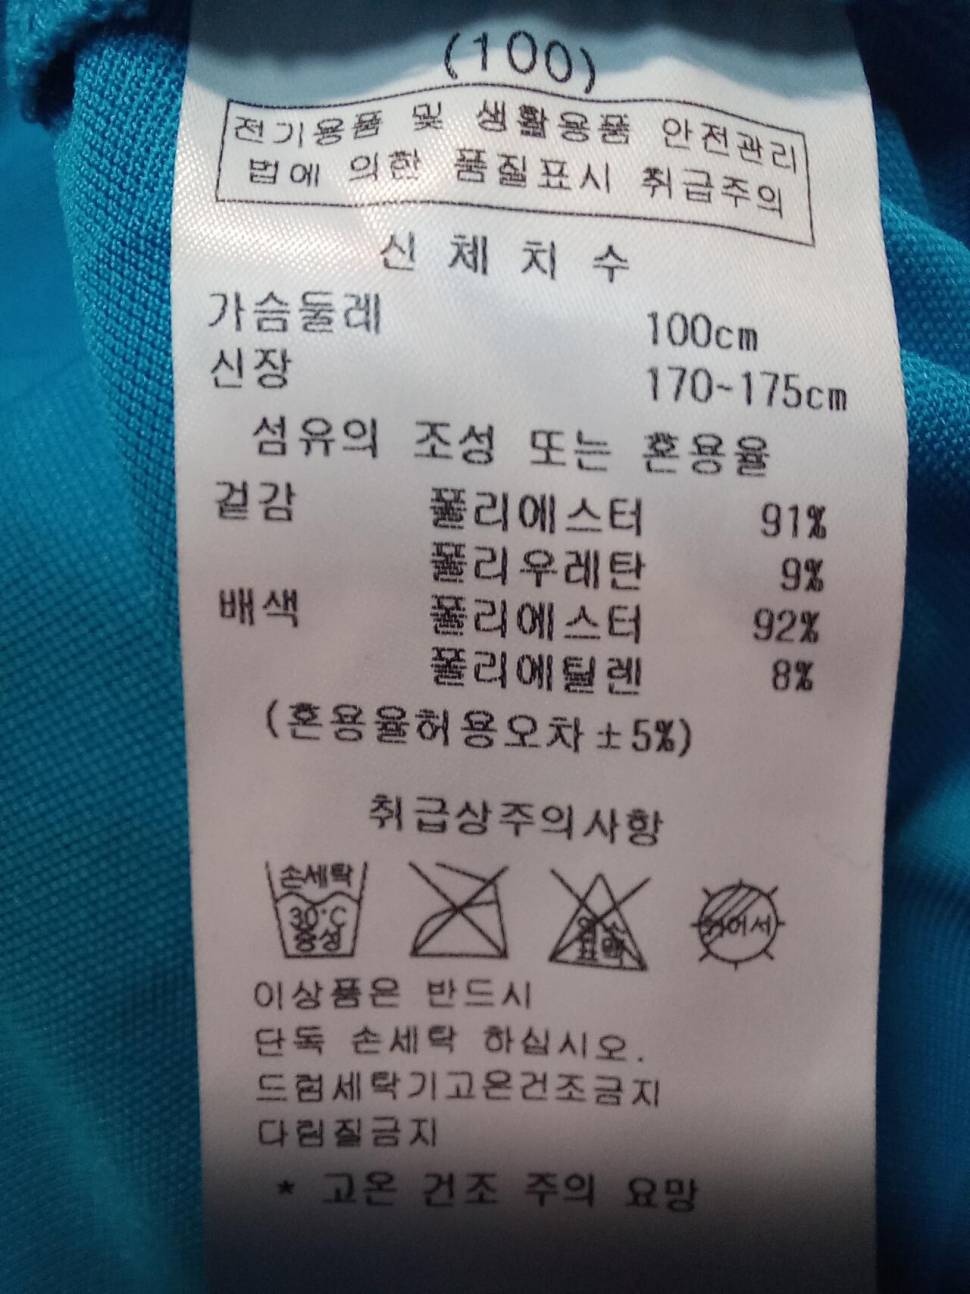 (100)
전기용품 및 생활용품 안전관리
법에 의한 품질표시 취급주의
신 체 치 수
가슴둘레 100cm
신장 170~175cm
섬유의 조성 또는 혼용율
겉감 폴리에스터 91%
폴리우레탄 9%
배색 폴리에스터 92%
폴리에틸렌 8%
(혼용율허용오차±5%)
취급상주의사항
손세탁
30°C
중성
염소
표백
뉘어서
이상품은 반드시
단독 손세탁 하십시오.
드럼세탁기고온건조금지
다림질금지
* 고온 건조 주의 요망